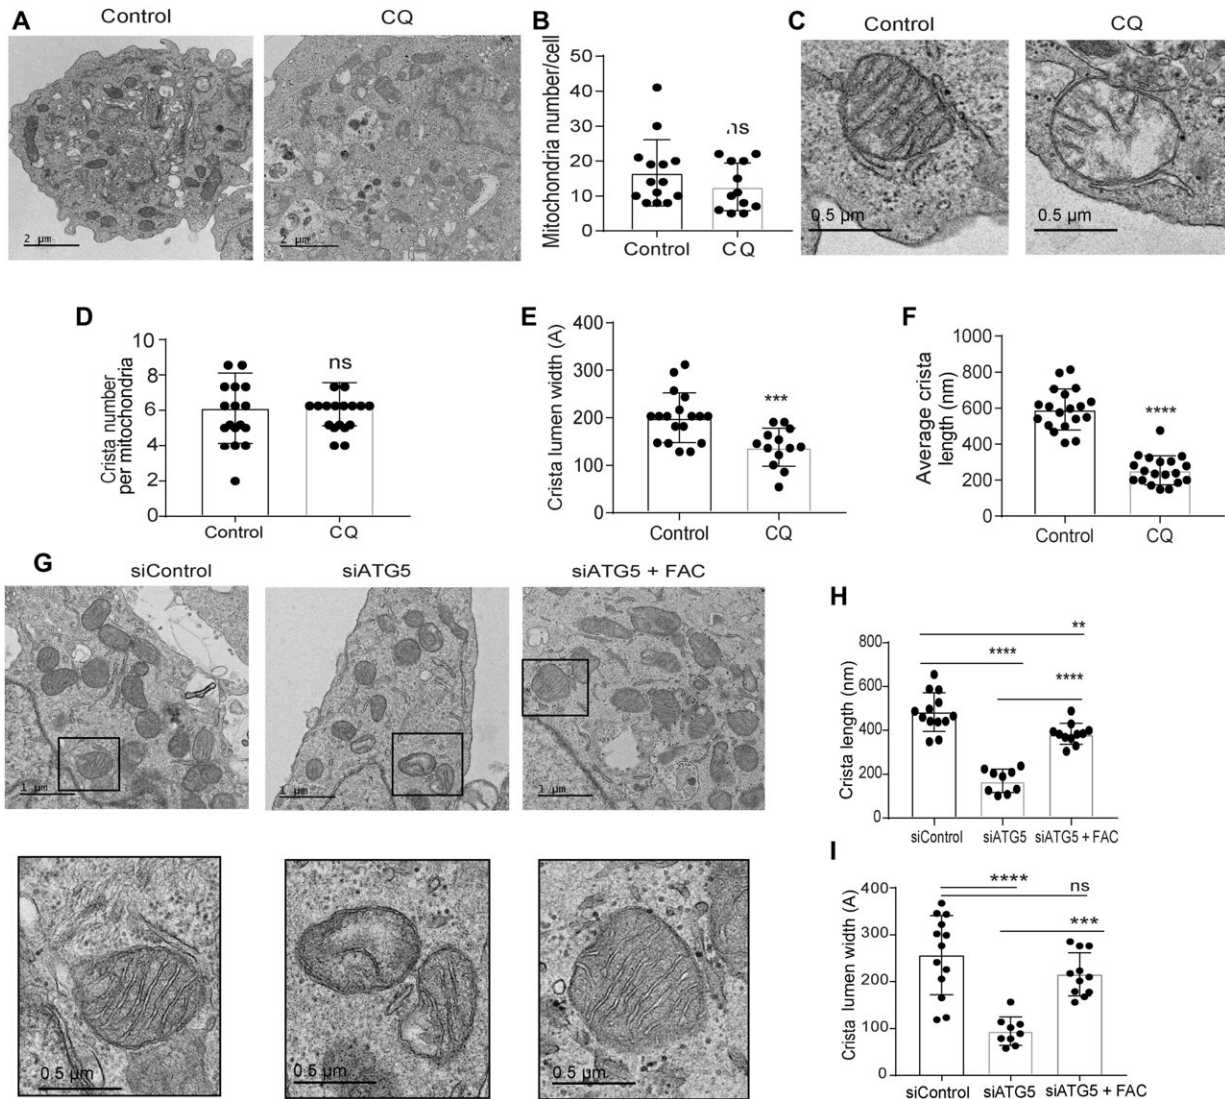 A
Control
CQ
2 µm
2 µm
B
Mitochondria number/cell
50
40
30
20
10
0
ns
Control
CQ
C
Control
CQ
0.5 µm
0.5 µm
D
Crista number
per mitochondria
10
8
6
4
2
0
ns
Control
CQ
E
Crista lumen width (A)
400
300
200
100
0
***
Control
CQ
F
Average crista
length (nm)
1000
800
600
400
200
0
****
Control
CQ
G
siControl
siATG5
siATG5 + FAC
1 µm
1 µm
1 µm
0.5 µm
0.5 µm
0.5 µm
H
Crista length (nm)
800
600
400
200
0
**
****
****
siControl
siATG5
siATG5 + FAC
I
Crista lumen width (A)
400
300
200
100
0
****
ns
***
siControl
siATG5
siATG5 + FAC